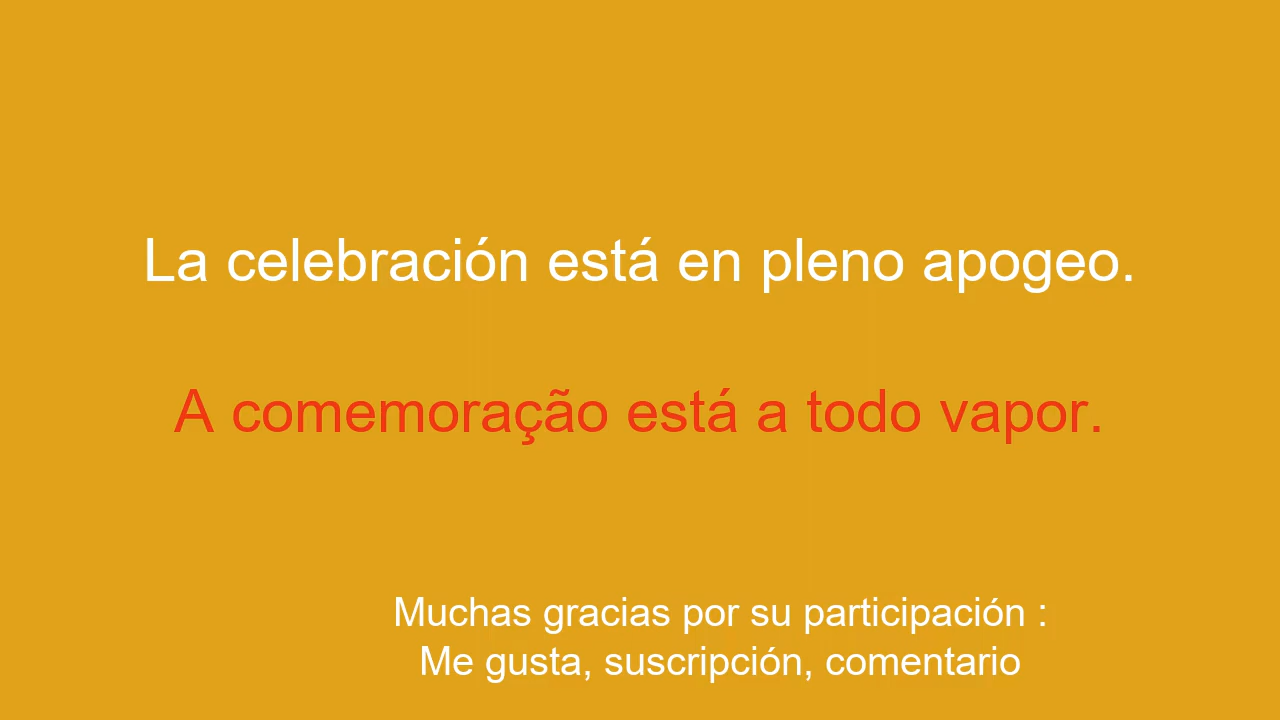 La celebración está en pleno apogeo.
A comemoração está a todo vapor.
Muchas gracias por su participación :
Me gusta, suscripción, comentario